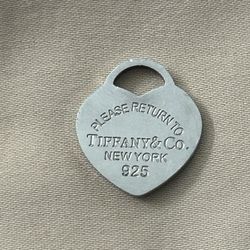 PLEASE RETURN TO
TIFFANY & CO.
NEW YORK
925